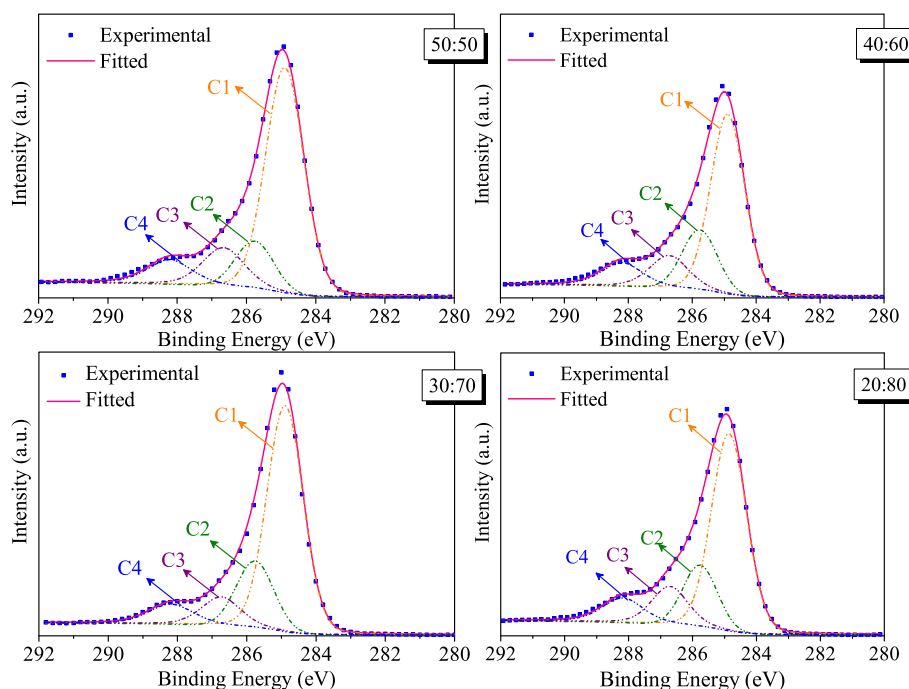 Experimental
Fitted
50:50
C1
C2
C3
C4
Intensity (a.u.)
292 290 288 286 284 282 280
Binding Energy (eV)
Experimental
Fitted
40:60
C1
C2
C3
C4
Intensity (a.u.)
292 290 288 286 284 282 280
Binding Energy (eV)
Experimental
Fitted
30:70
C1
C2
C3
C4
Intensity (a.u.)
292 290 288 286 284 282 280
Binding Energy (eV)
Experimental
Fitted
20:80
C1
C2
C3
C4
Intensity (a.u.)
292 290 288 286 284 282 280
Binding Energy (eV)